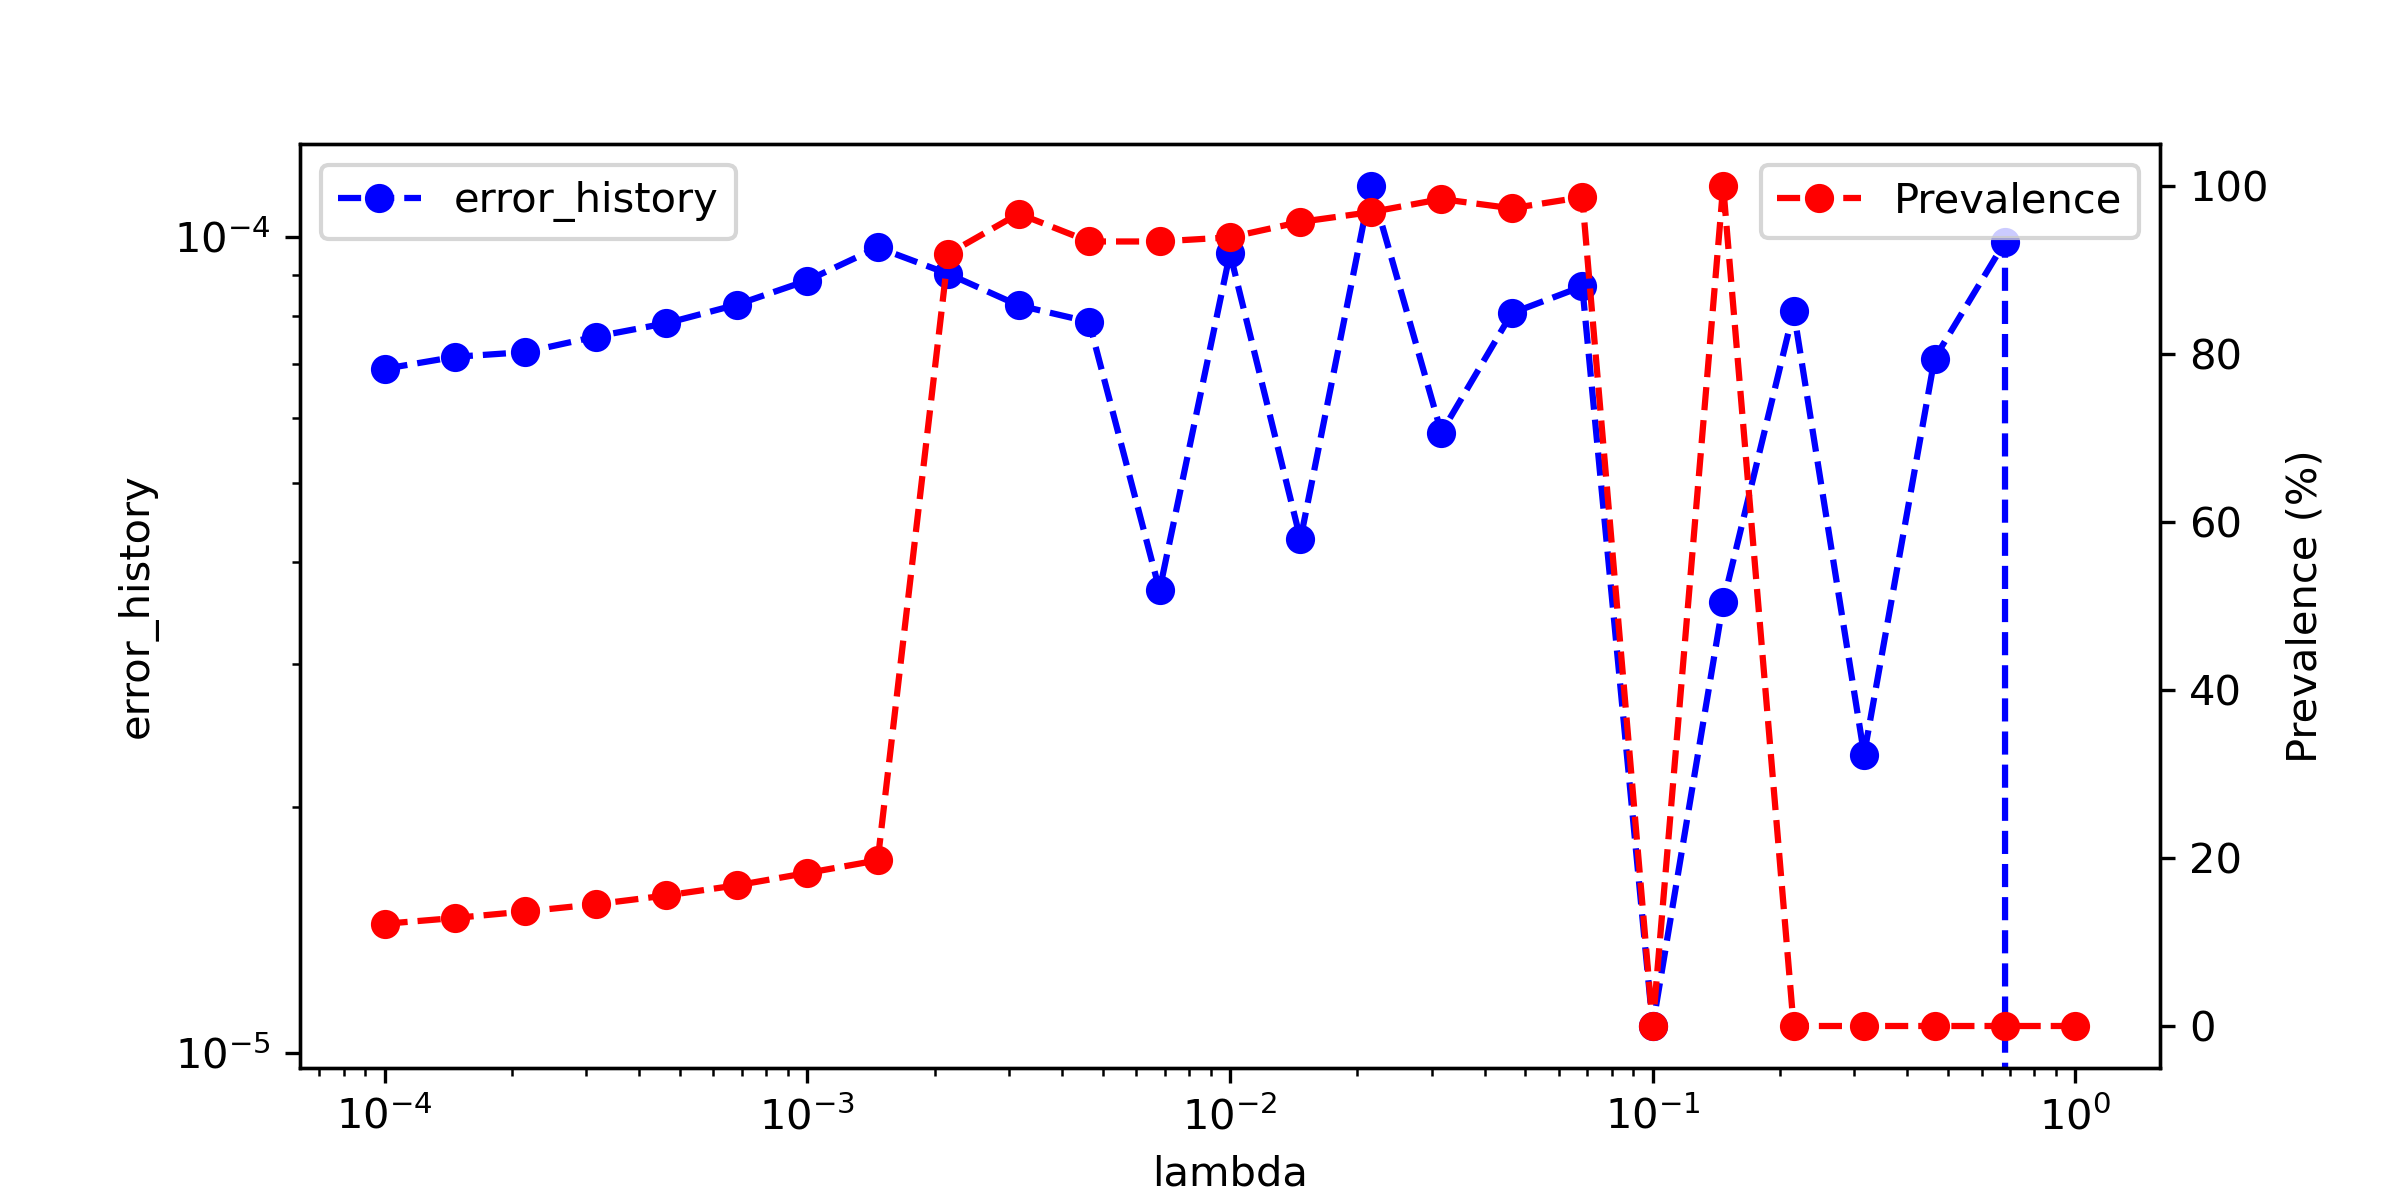 error_history
Prevalence
10⁻⁴
10⁻⁵
error_history
100
80
60
40
20
0
Prevalence (%)
10⁻⁴ 10⁻³ 10⁻² 10⁻¹ 10⁰
lambda